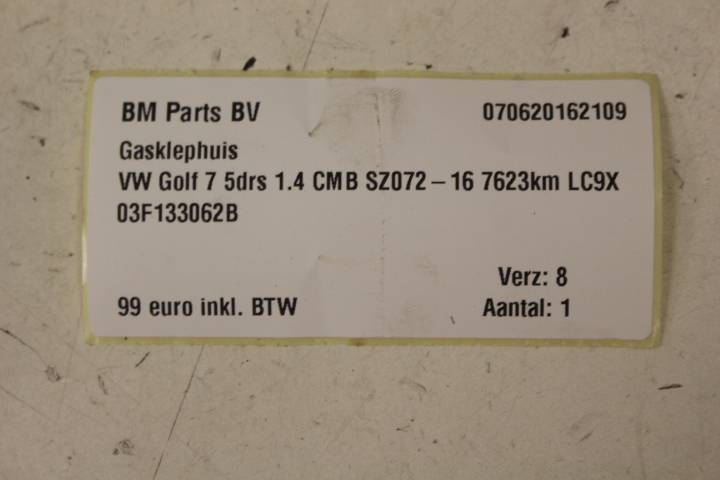 BM Parts BV 070620162109
Gasklephuis
VW Golf 7 5drs 1.4 CMB SZ072 – 16 7623km LC9X
03F133062B
Verz: 8
99 euro inkl. BTW Aantal: 1